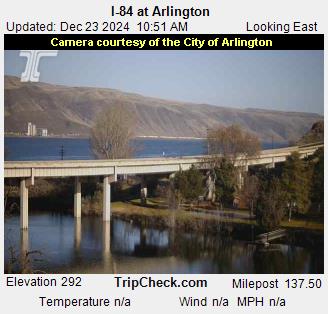 I-84 at Arlington
Updated: Dec 23 2024 10:51 AM Looking East
Camera courtesy of the City of Arlington
Elevation 292 TripCheck.com Milepost 137.50
Temperature n/a Wind n/a MPH n/a